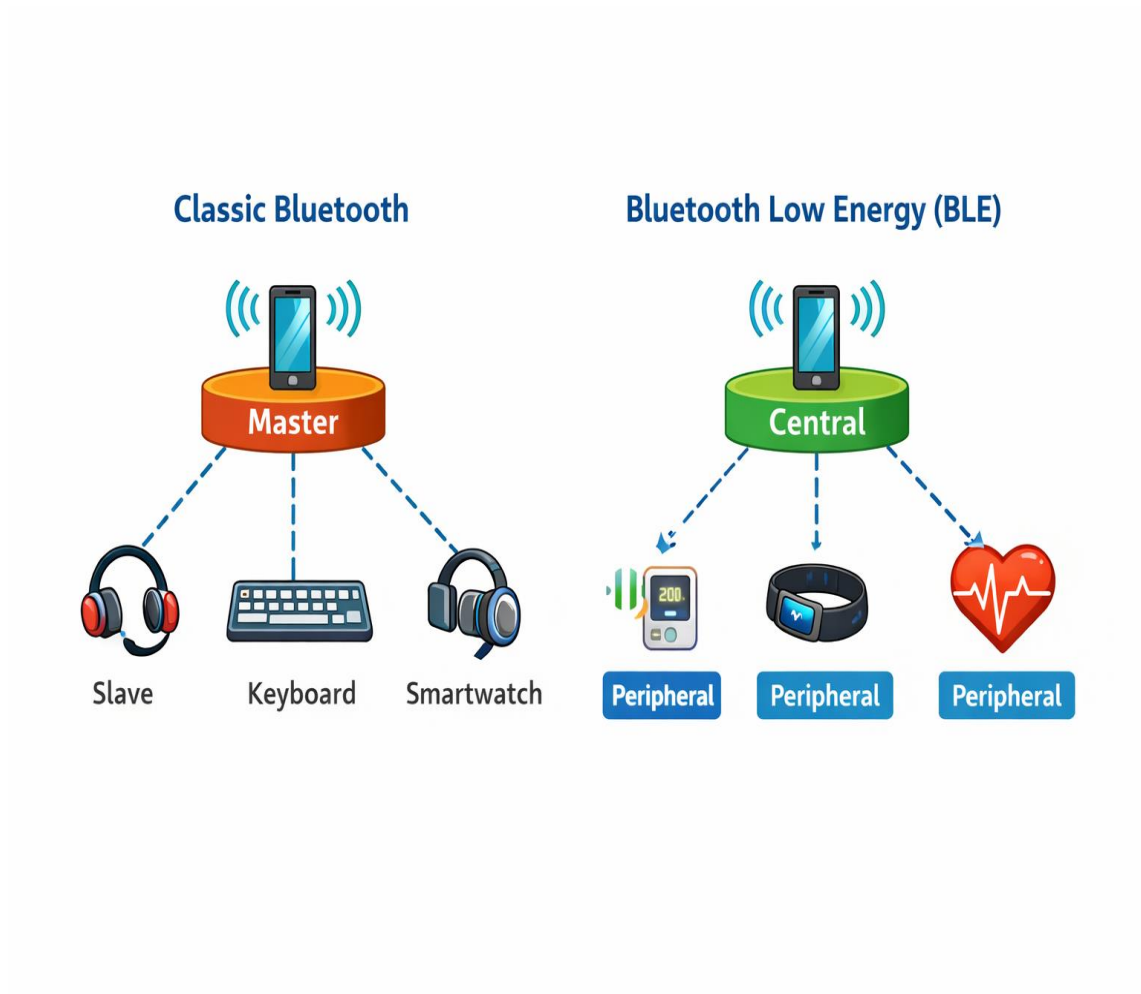 Classic Bluetooth
Bluetooth Low Energy (BLE)
Master
Central
200
Slave
Keyboard
Smartwatch
Peripheral
Peripheral
Peripheral